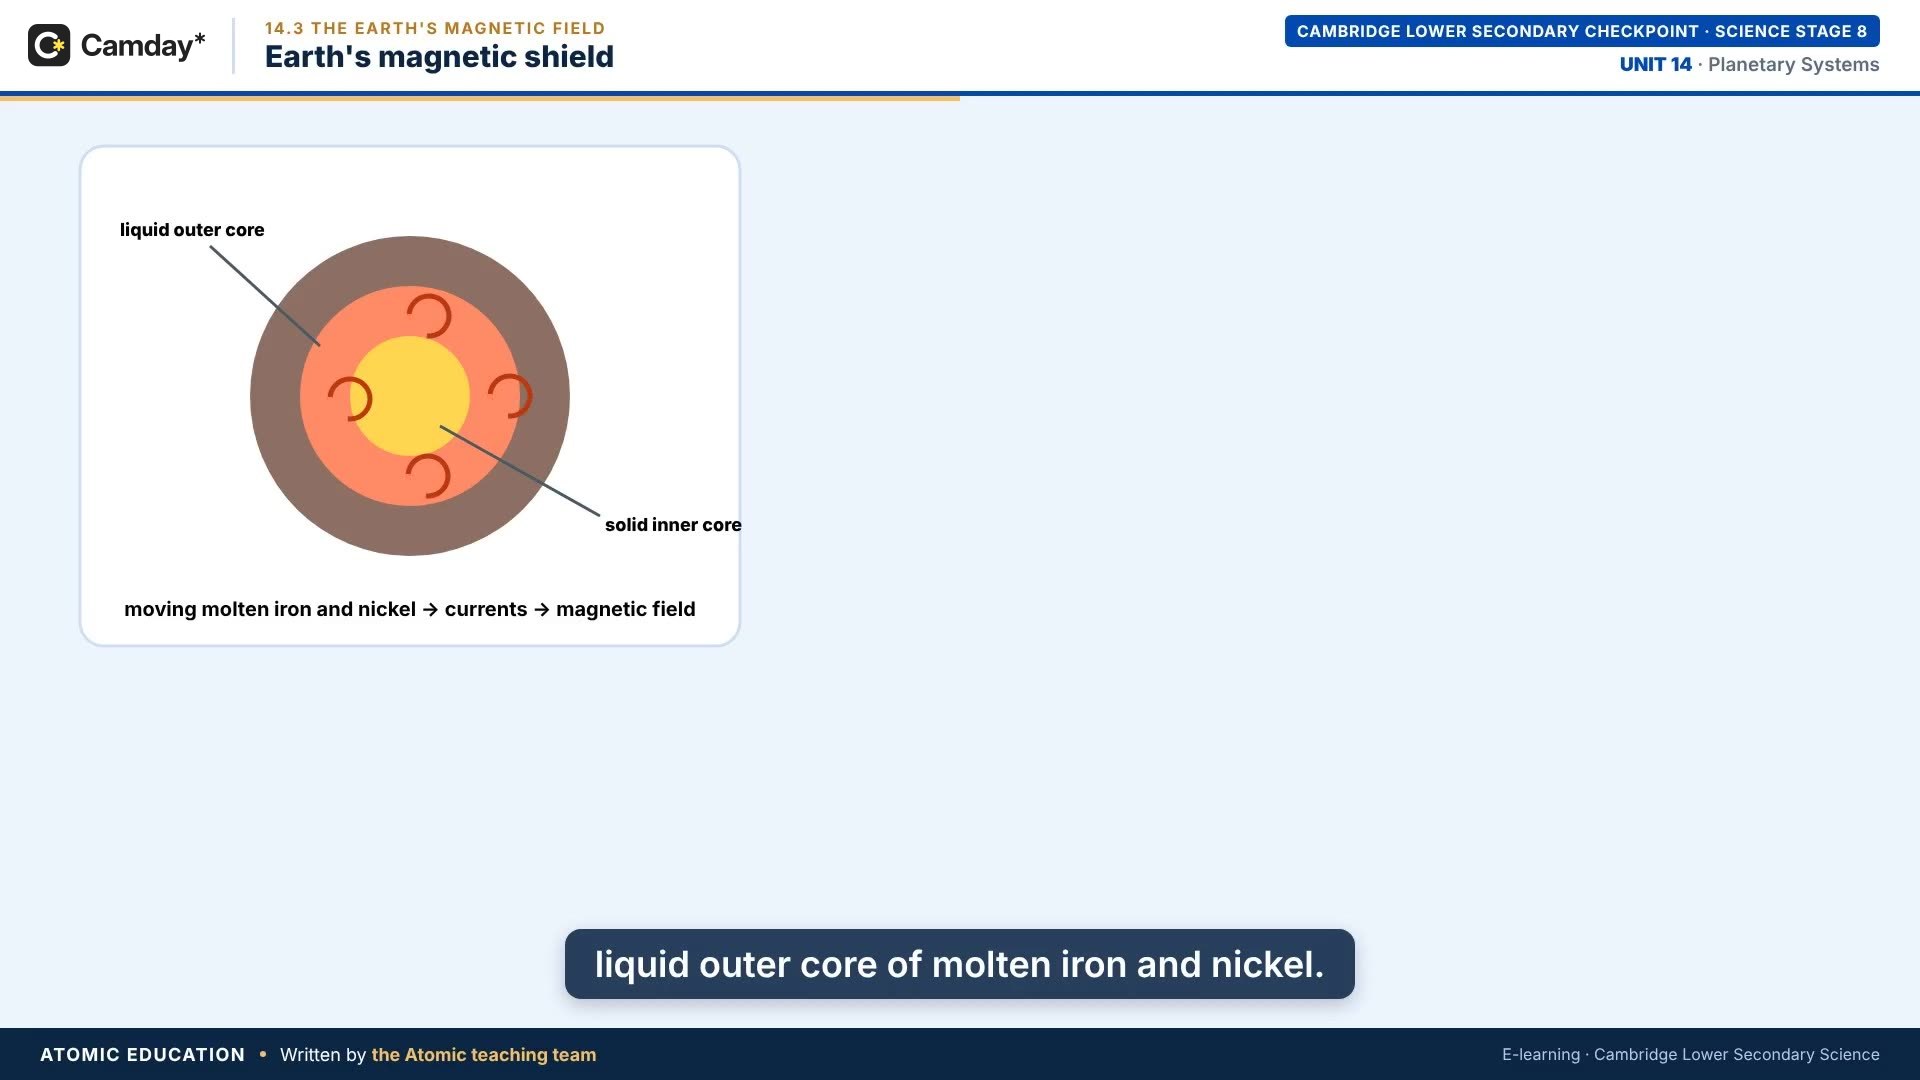 Camday*
14.3 THE EARTH'S MAGNETIC FIELD
Earth's magnetic shield
CAMBRIDGE LOWER SECONDARY CHECKPOINT · SCIENCE STAGE 8
UNIT 14 · Planetary Systems
liquid outer core
solid inner core
moving molten iron and nickel → currents → magnetic field
liquid outer core of molten iron and nickel.
ATOMIC EDUCATION • Written by the Atomic teaching team
E-learning · Cambridge Lower Secondary Science